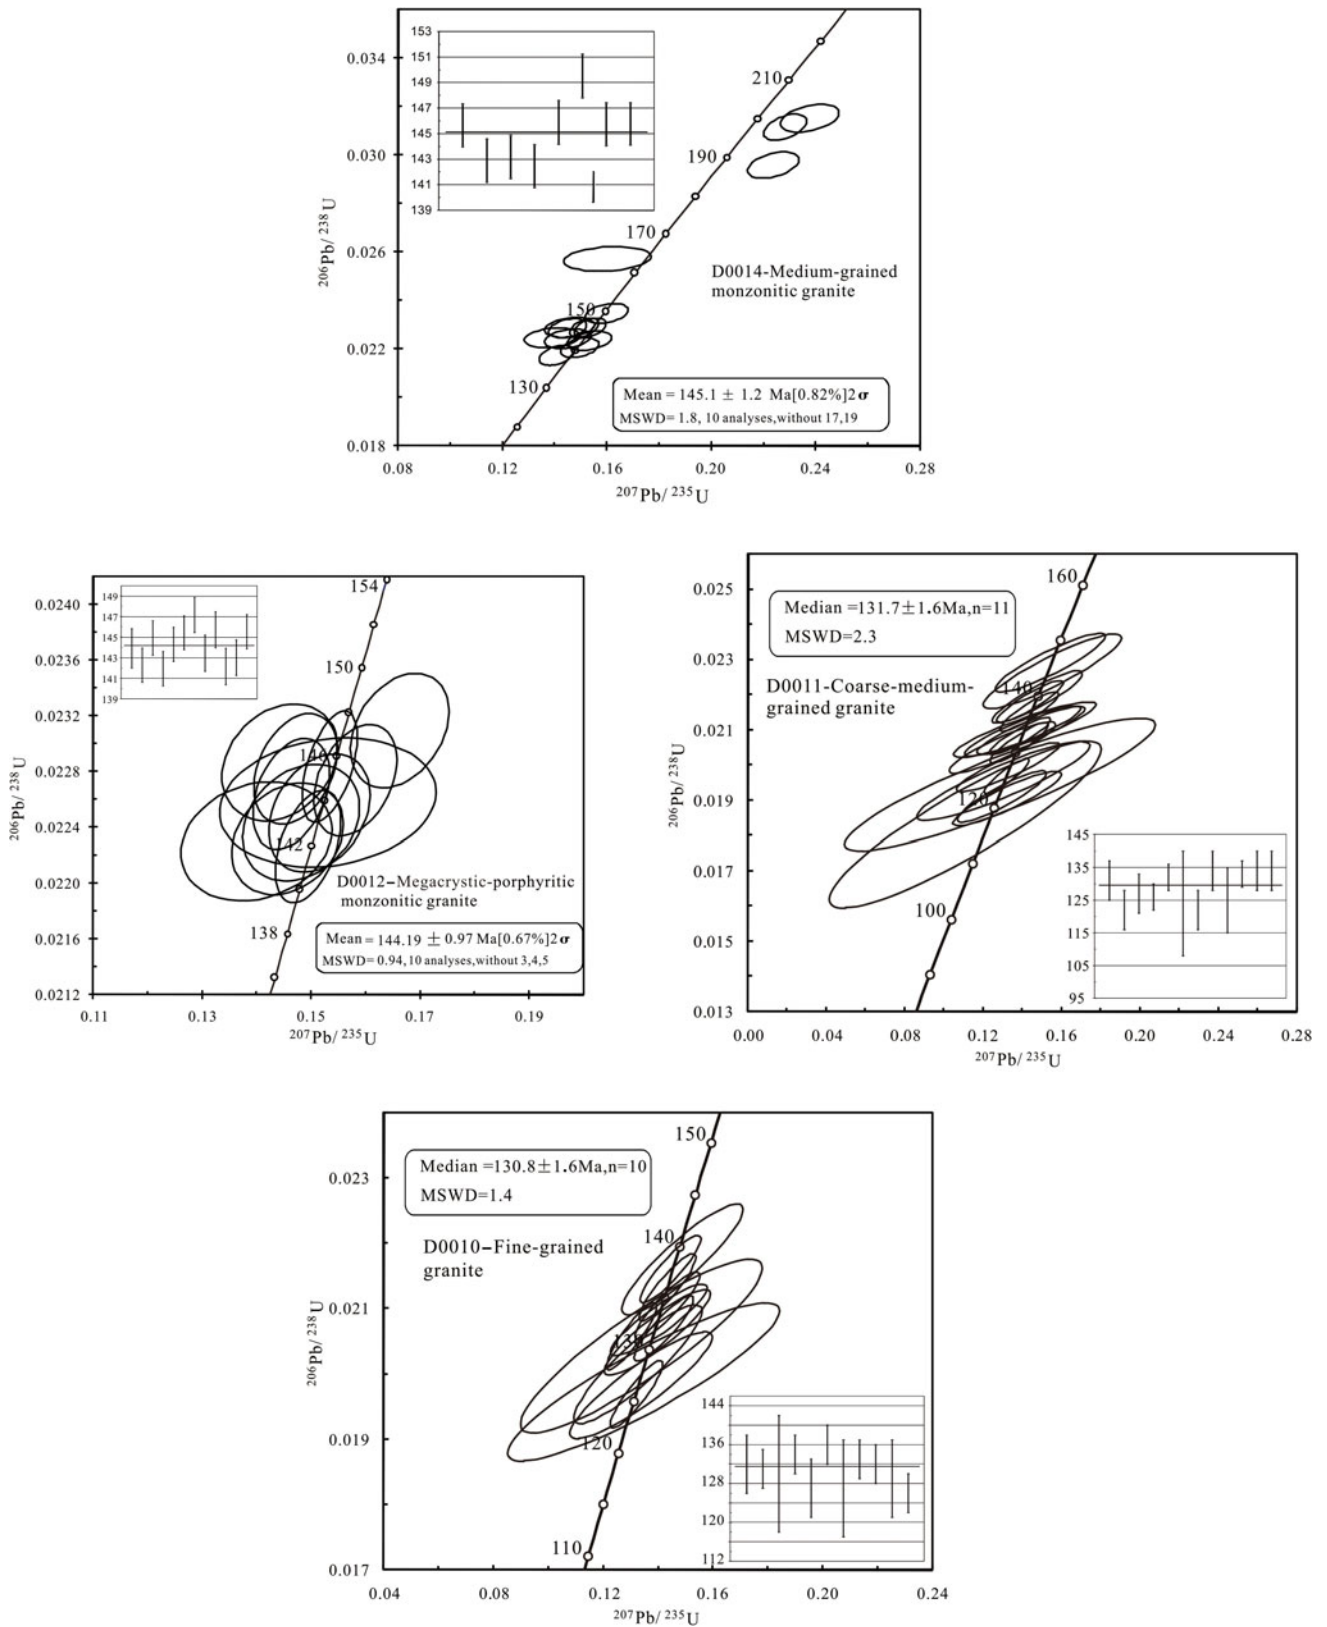 153
151
149
147
145
143
141
139
0.034
0.030
0.026
0.022
0.018
206Pb/ 238U
210
190
170
150
130
D0014-Medium-grained
monzonitic granite
Mean = 145.1 ± 1.2 Ma[0.82%]2σ
MSWD= 1.8, 10 analyses,without 17,19
0.08 0.12 0.16 0.20 0.24 0.28
207Pb/ 235U
149
147
145
143
141
139
0.0240
0.0236
0.0232
0.0228
0.0224
0.0220
0.0216
0.0212
206Pb/ 238U
154
150
146
142
138
D0012-Megacrystic-porphyritic
monzonitic granite
Mean = 144.19 ± 0.97 Ma[0.67%]2σ
MSWD= 0.94,10 analyses,without 3,4,5
0.11 0.13 0.15 0.17 0.19
207Pb/ 235U
0.025
0.023
0.021
0.019
0.017
0.015
0.013
206Pb/ 238U
160
140
120
100
Median =131.7±1.6Ma,n=11
MSWD=2.3
D0011-Coarse-medium-
grained granite
145
135
125
115
105
95
0.00 0.04 0.08 0.12 0.16 0.20 0.24 0.28
207Pb/ 235U
0.023
0.021
0.019
0.017
206Pb/ 238U
150
140
130
120
110
Median =130.8±1.6Ma,n=10
MSWD=1.4
D0010-Fine-grained
granite
144
136
128
120
112
0.04 0.08 0.12 0.16 0.20 0.24
207Pb/ 235U